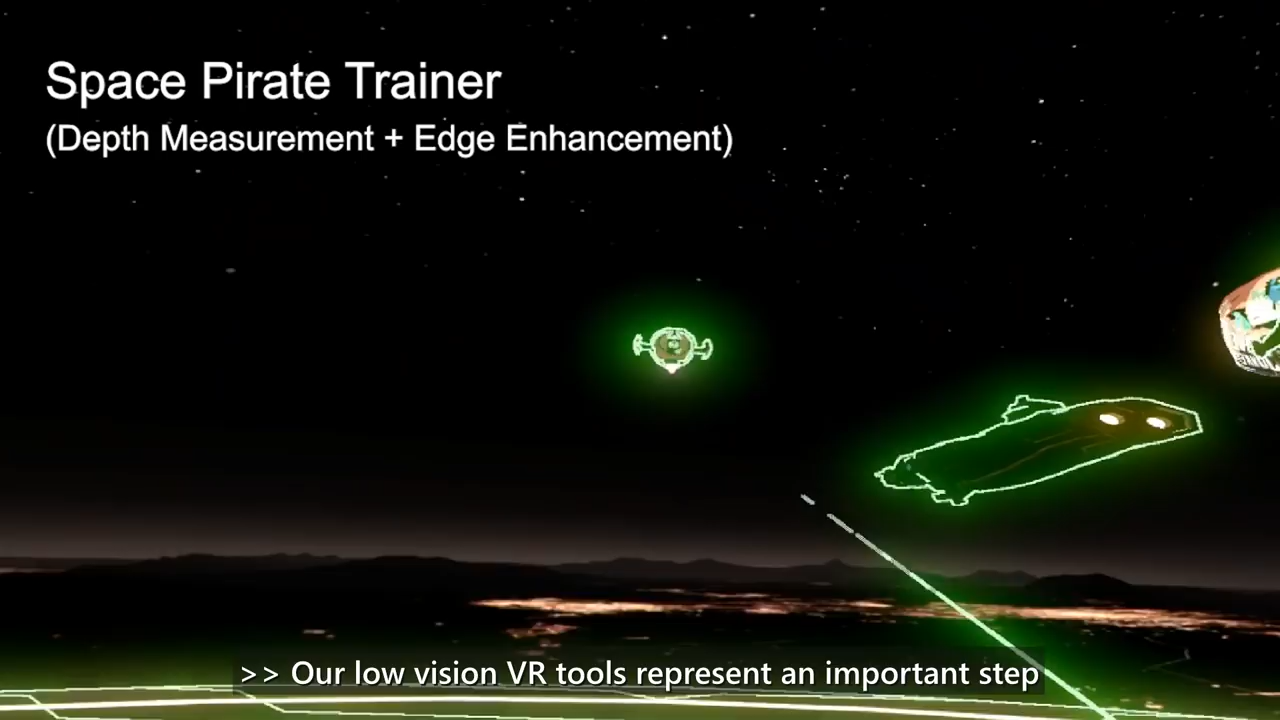 Space Pirate Trainer
(Depth Measurement + Edge Enhancement)
>> Our low vision VR tools represent an important step